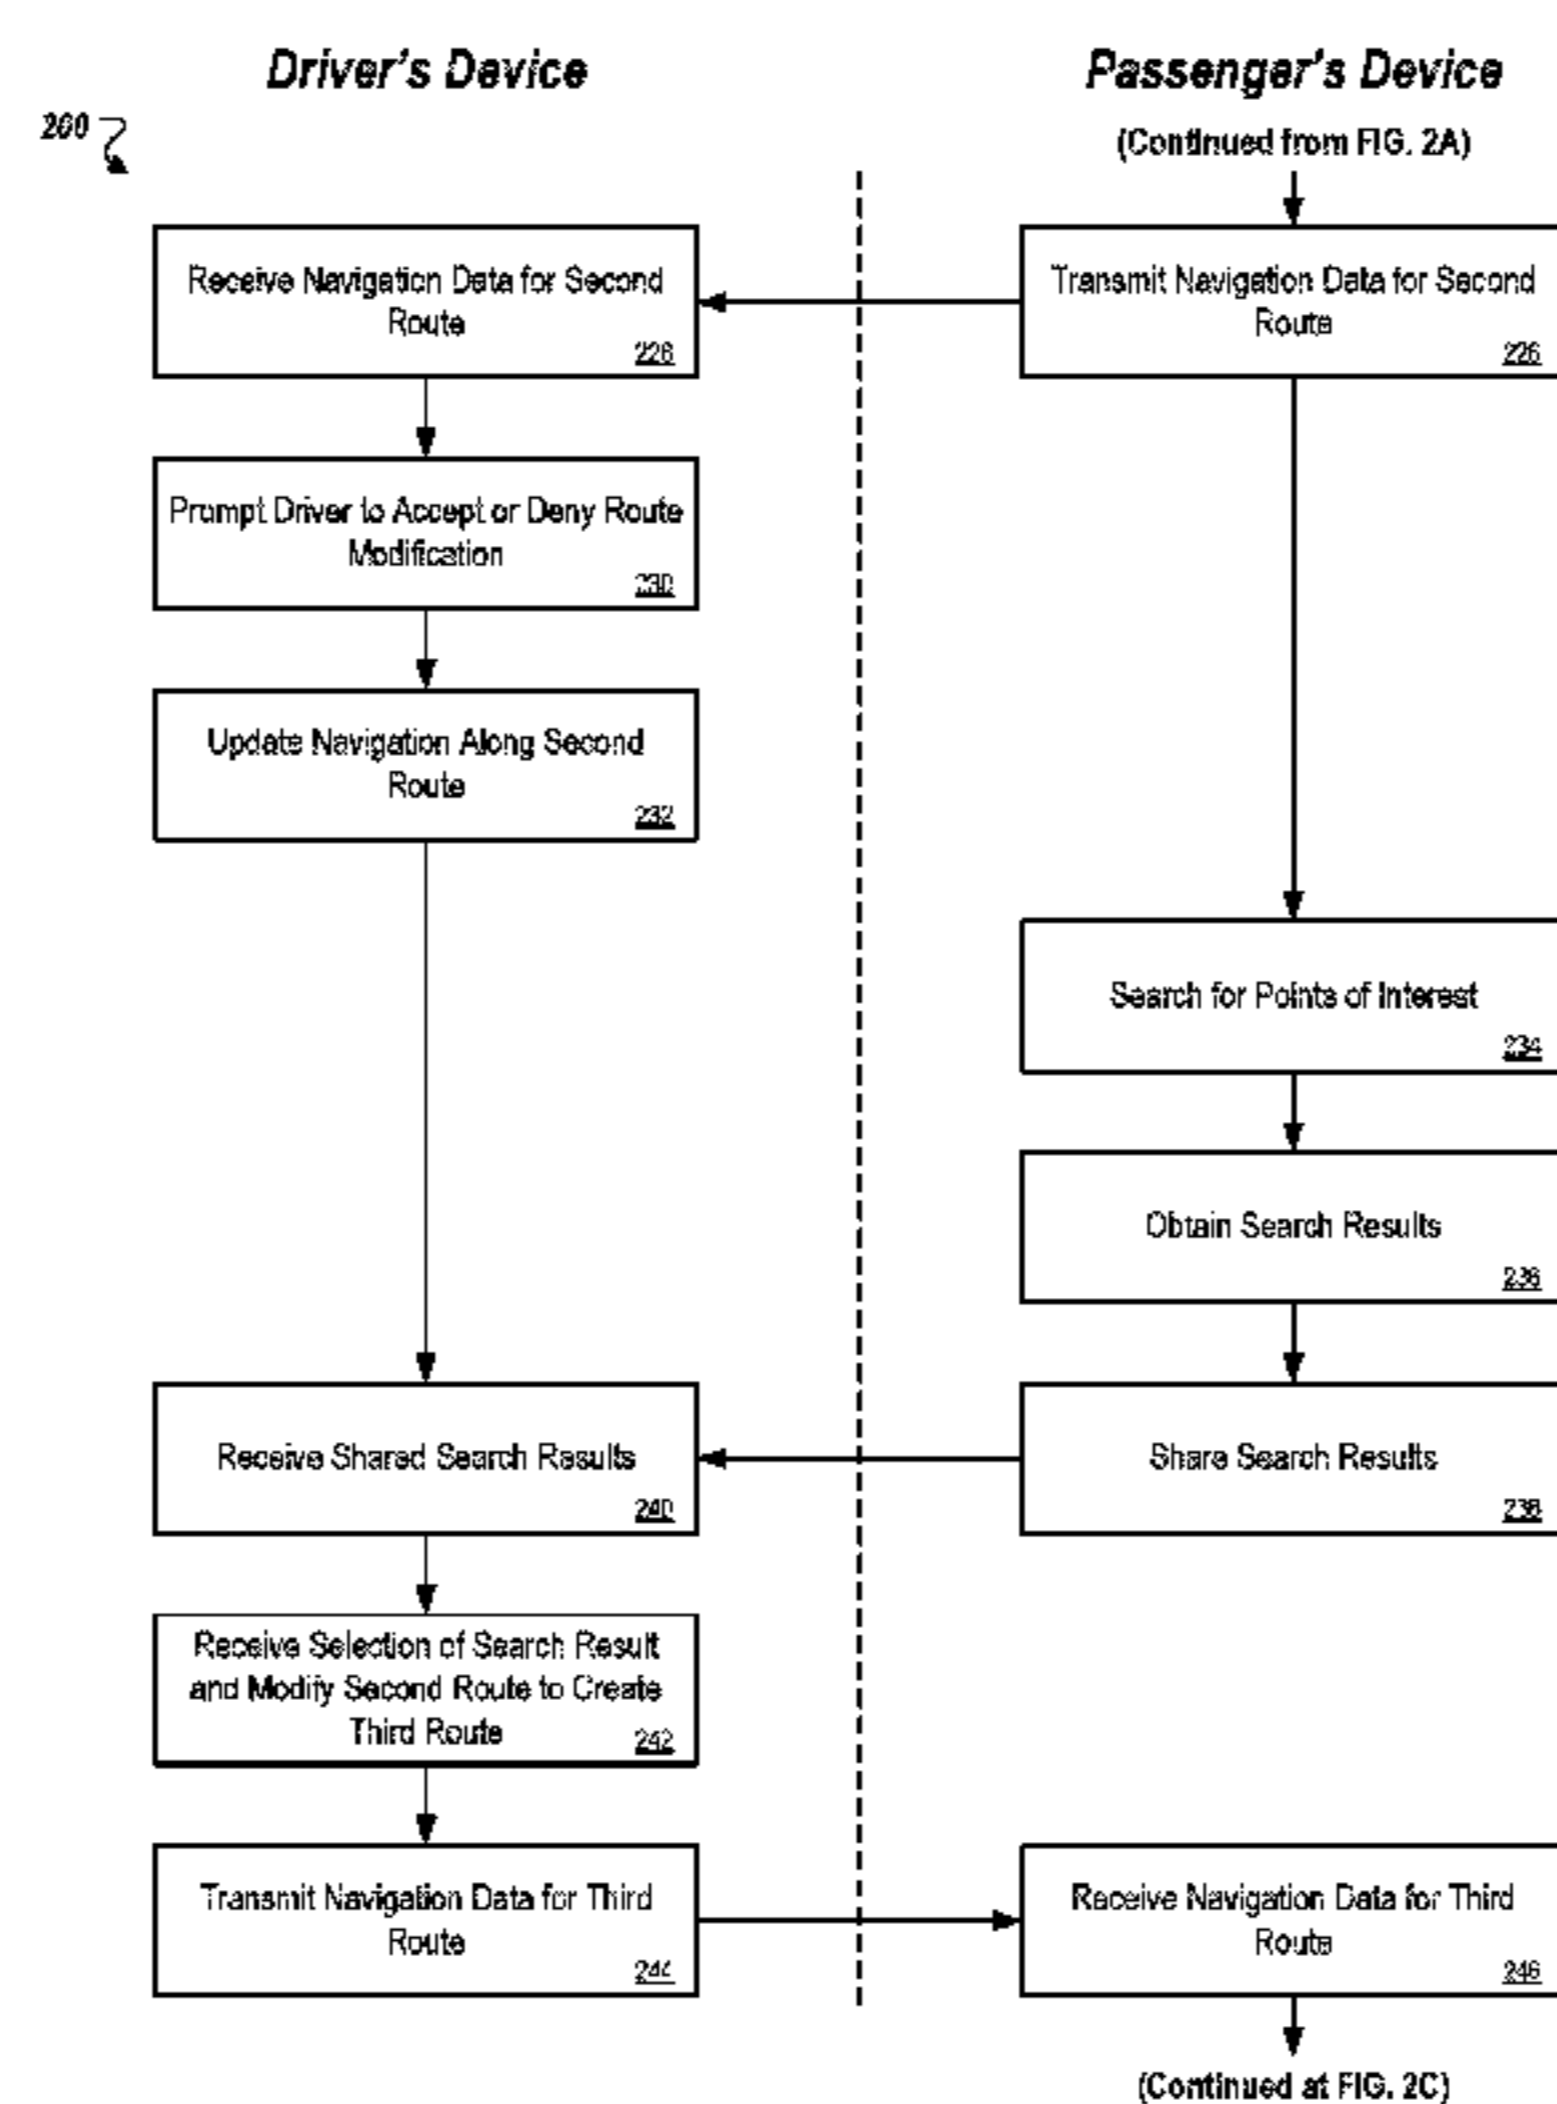 Driver's Device
Passenger's Device
200
(Continued from FIG. 2A)
Receive Navigation Data for Second
Route
228
Transmit Navigation Data for Second
Route
226
Prompt Driver to Accept or Deny Route
Modification
230
Update Navigation Along Second
Route
232
Search for Points of Interest
234
Obtain Search Results
236
Receive Shared Search Results
240
Share Search Results
238
Receive Selection of Search Result
and Modify Second Route to Create
Third Route
242
Transmit Navigation Data for Third
Route
244
Receive Navigation Data for Third
Route
246
(Continued at FIG. 2C)